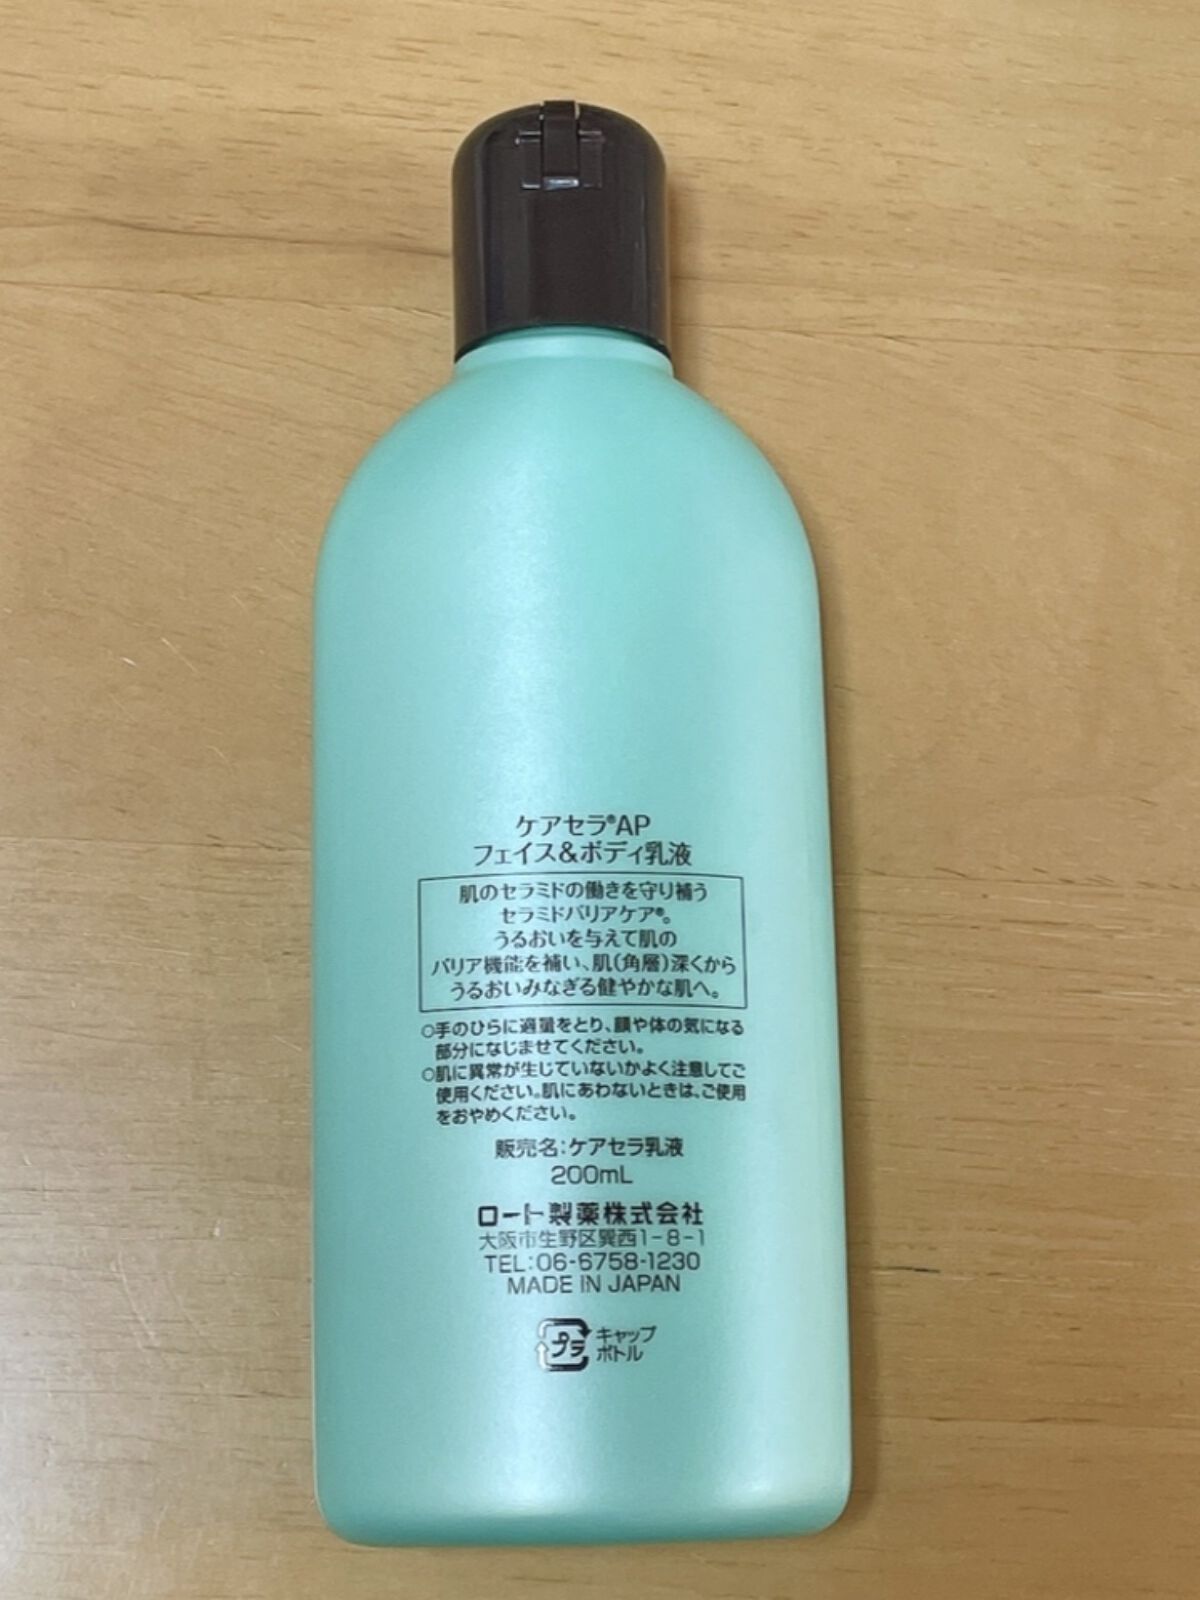 ケアセラ®AP
フェイス&ボディ乳液
肌のセラミドの働きを守り補う
セラミドバリアケア®。
うるおいを与えて肌の
バリア機能を補い、肌(角層)深くから
うるおいみなぎる健やかな肌へ。
○手のひらに適量をとり、顔や体の気になる
部分になじませてください。
○肌に異常が生じていないかよく注意してご
使用ください。肌にあわないときは、ご使用
をおやめください。
販売名:ケアセラ乳液
200mL
ロート製薬株式会社
大阪市生野区巽西1-8-1
TEL:06-6758-1230
MADE IN JAPAN
プラ
キャップ
ボトル